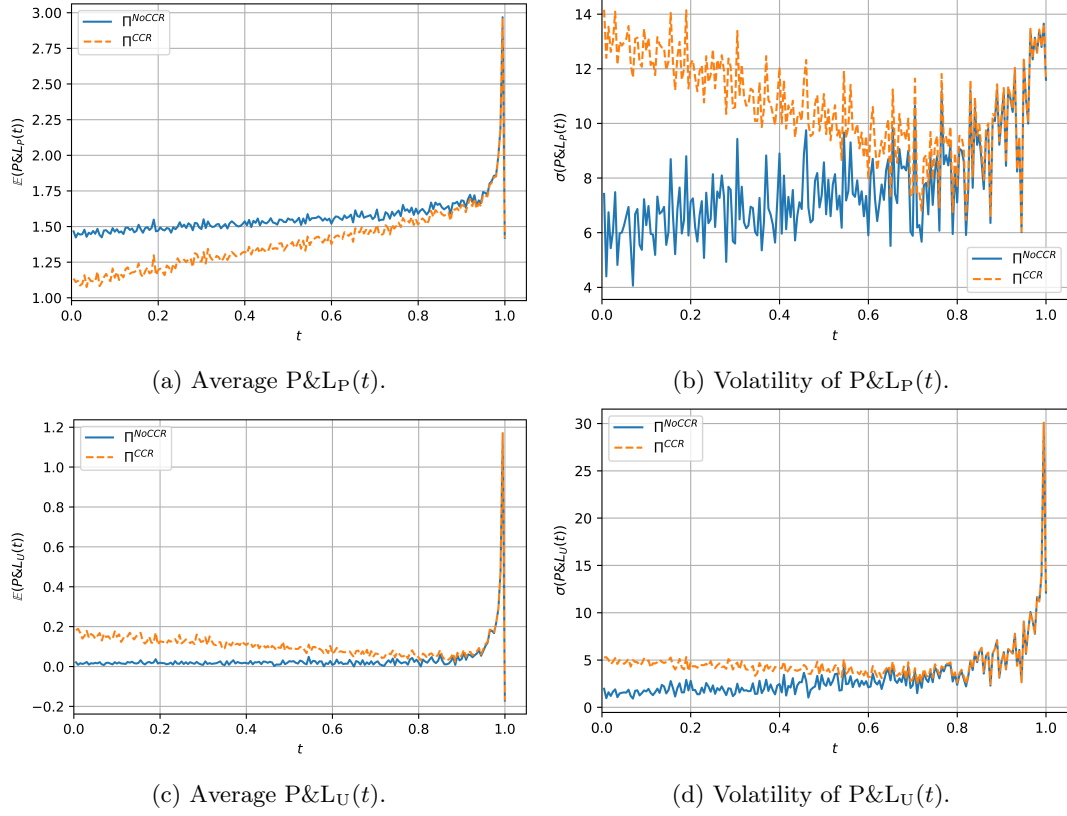 3.00
2.75
2.50
2.25
2.00
1.75
1.50
1.25
1.00
𝔼(P&L_P(t))
Π^NoCCR
Π^CCR
0.0 0.2 0.4 0.6 0.8 1.0
t
(a) Average P&L_P(t).
14
12
10
8
6
4
σ(P&L_P(t))
Π^NoCCR
Π^CCR
0.0 0.2 0.4 0.6 0.8 1.0
t
(b) Volatility of P&L_P(t).
1.2
1.0
0.8
0.6
0.4
0.2
0.0
−0.2
𝔼(P&L_U(t))
Π^NoCCR
Π^CCR
0.0 0.2 0.4 0.6 0.8 1.0
t
(c) Average P&L_U(t).
30
25
20
15
10
5
0
σ(P&L_U(t))
Π^NoCCR
Π^CCR
0.0 0.2 0.4 0.6 0.8 1.0
t
(d) Volatility of P&L_U(t).